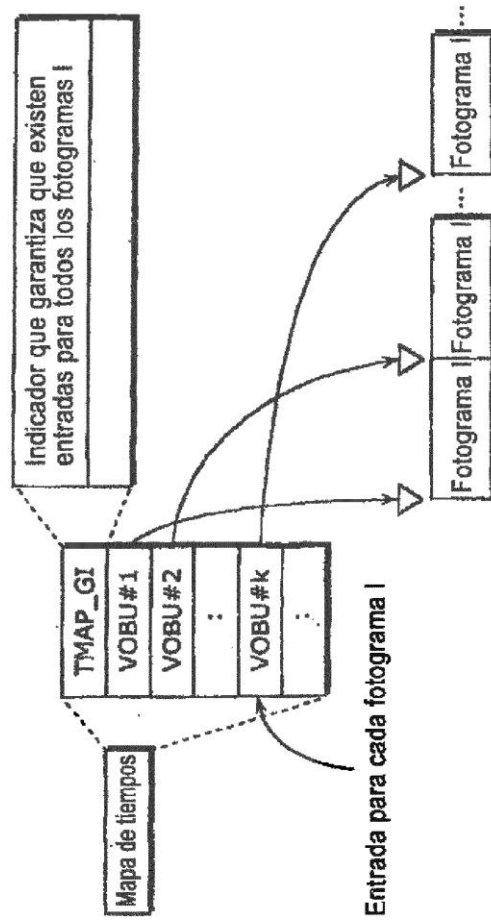 Mapa de tiempos
TMAP_GI
VOBU#1
VOBU#2
:
VOBU#k
:
Indicador que garantiza que existen
entradas para todos los fotogramas I
Entrada para cada fotograma I
Fotograma I
Fotograma I
...
Fotograma I
...